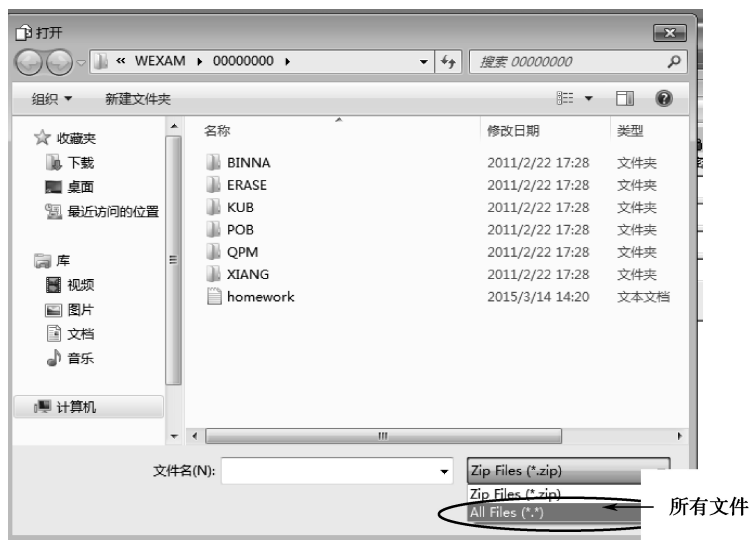 打开
« WEXAM 00000000
搜索 00000000
组织 新建文件夹
名称 修改日期 类型
收藏夹
下载
桌面
最近访问的位置
库
视频
图片
文档
音乐
计算机
BINNA 2011/2/22 17:28 文件夹
ERASE 2011/2/22 17:28 文件夹
KUB 2011/2/22 17:28 文件夹
POB 2011/2/22 17:28 文件夹
QPM 2011/2/22 17:28 文件夹
XIANG 2011/2/22 17:28 文件夹
homework 2015/3/14 14:20 文本文档
文件名(N):
Zip Files (*.zip)
Zip Files (*.zip)
All Files (*.*)
所有文件